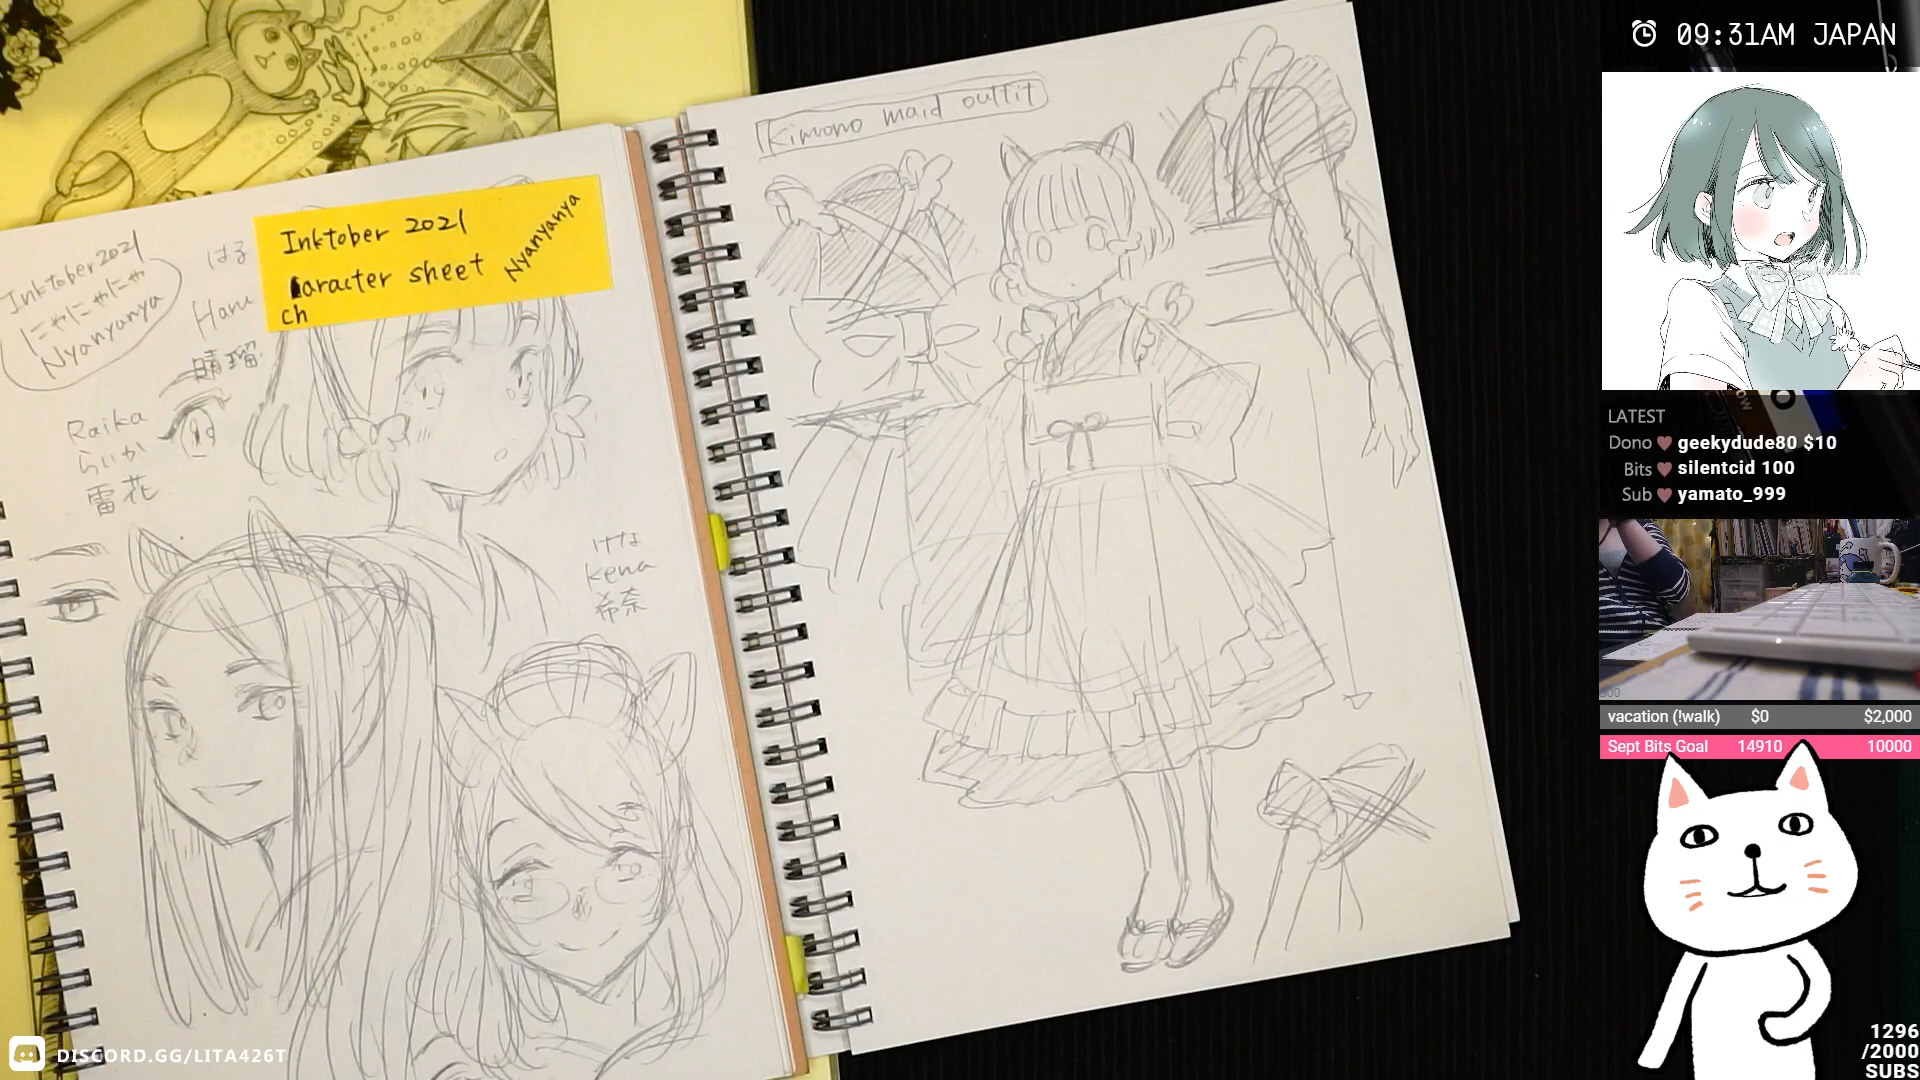 Inktober 2021
にゃにゃにゃ
Nyanyanya
はる
Haru
晴瑠
Inktober 2021
aracter sheet
ch
Nyanyanya
Raika
らいか
雷花
けな
kena
希奈
Kimono maid outfit
09:31AM JAPAN
LATEST
Dono geekydude80 $10
Bits silentcid 100
Sub yamato_999
vacation (!walk) $0 $2,000
Sept Bits Goal 14910 10000
1296
/2000
SUBS
DISCORD.GG/LITA426T